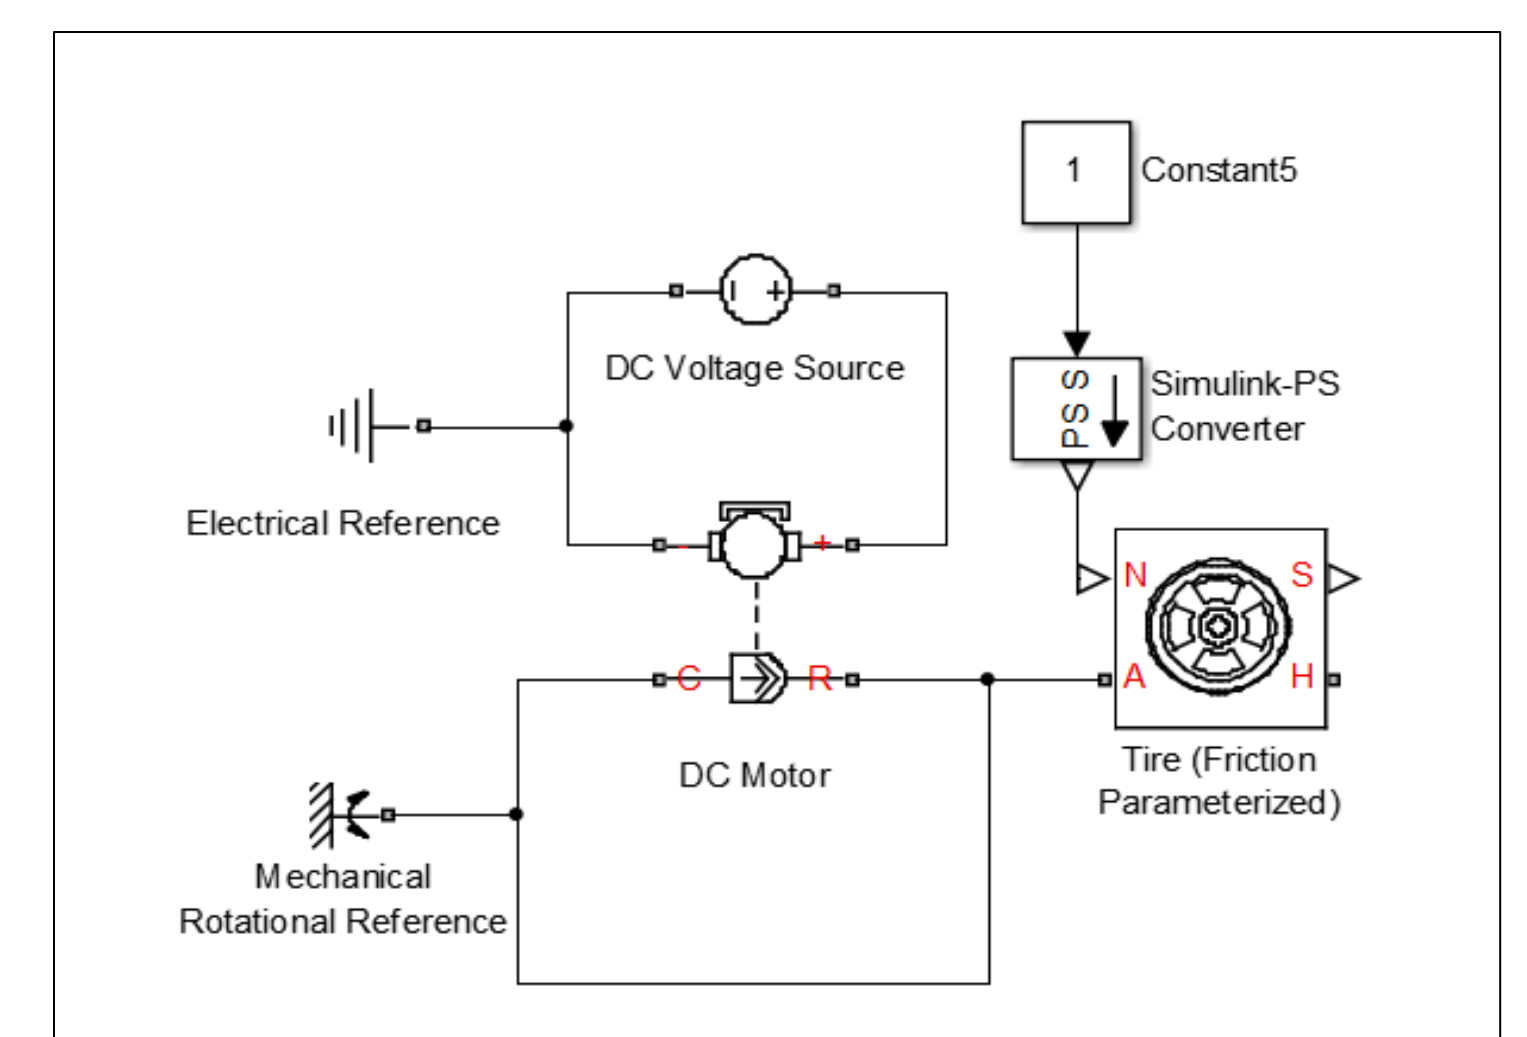 1
Constant5
+
DC Voltage Source
S
PS
Simulink-PS
Converter
Electrical Reference
- +
N S
A H
C R
DC Motor
Tire (Friction
Parameterized)
Mechanical
Rotational Reference